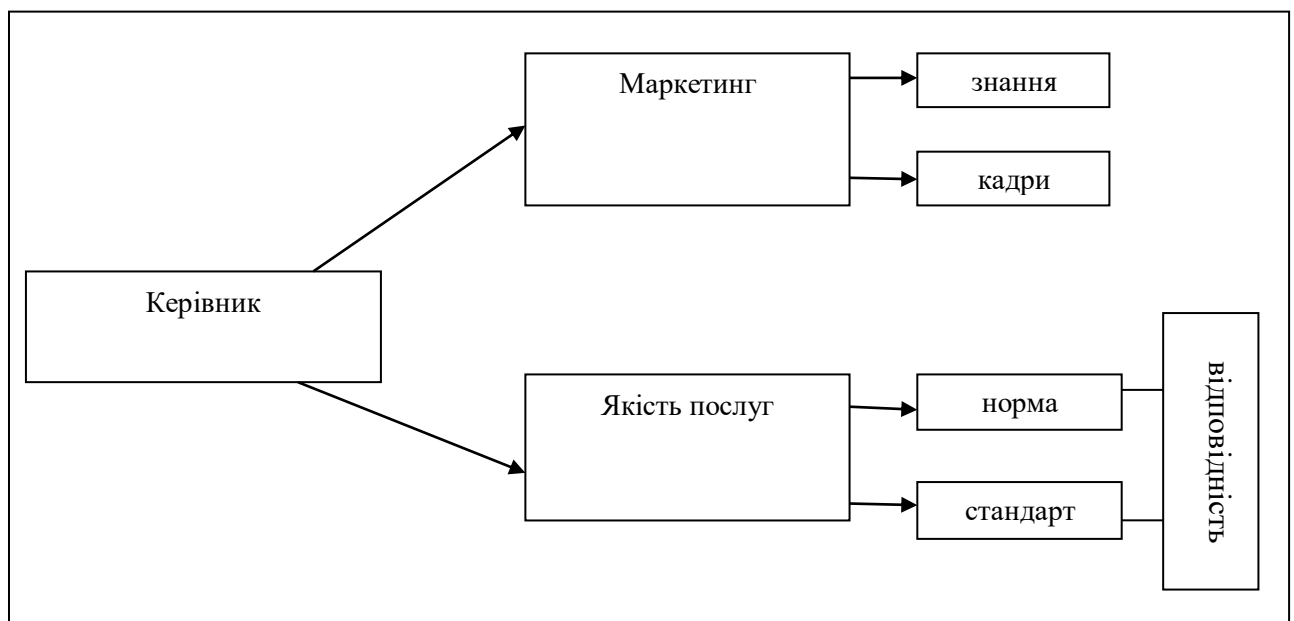 Маркетинг
знання
кадри
Керівник
Якість послуг
норма
стандарт
відповідність